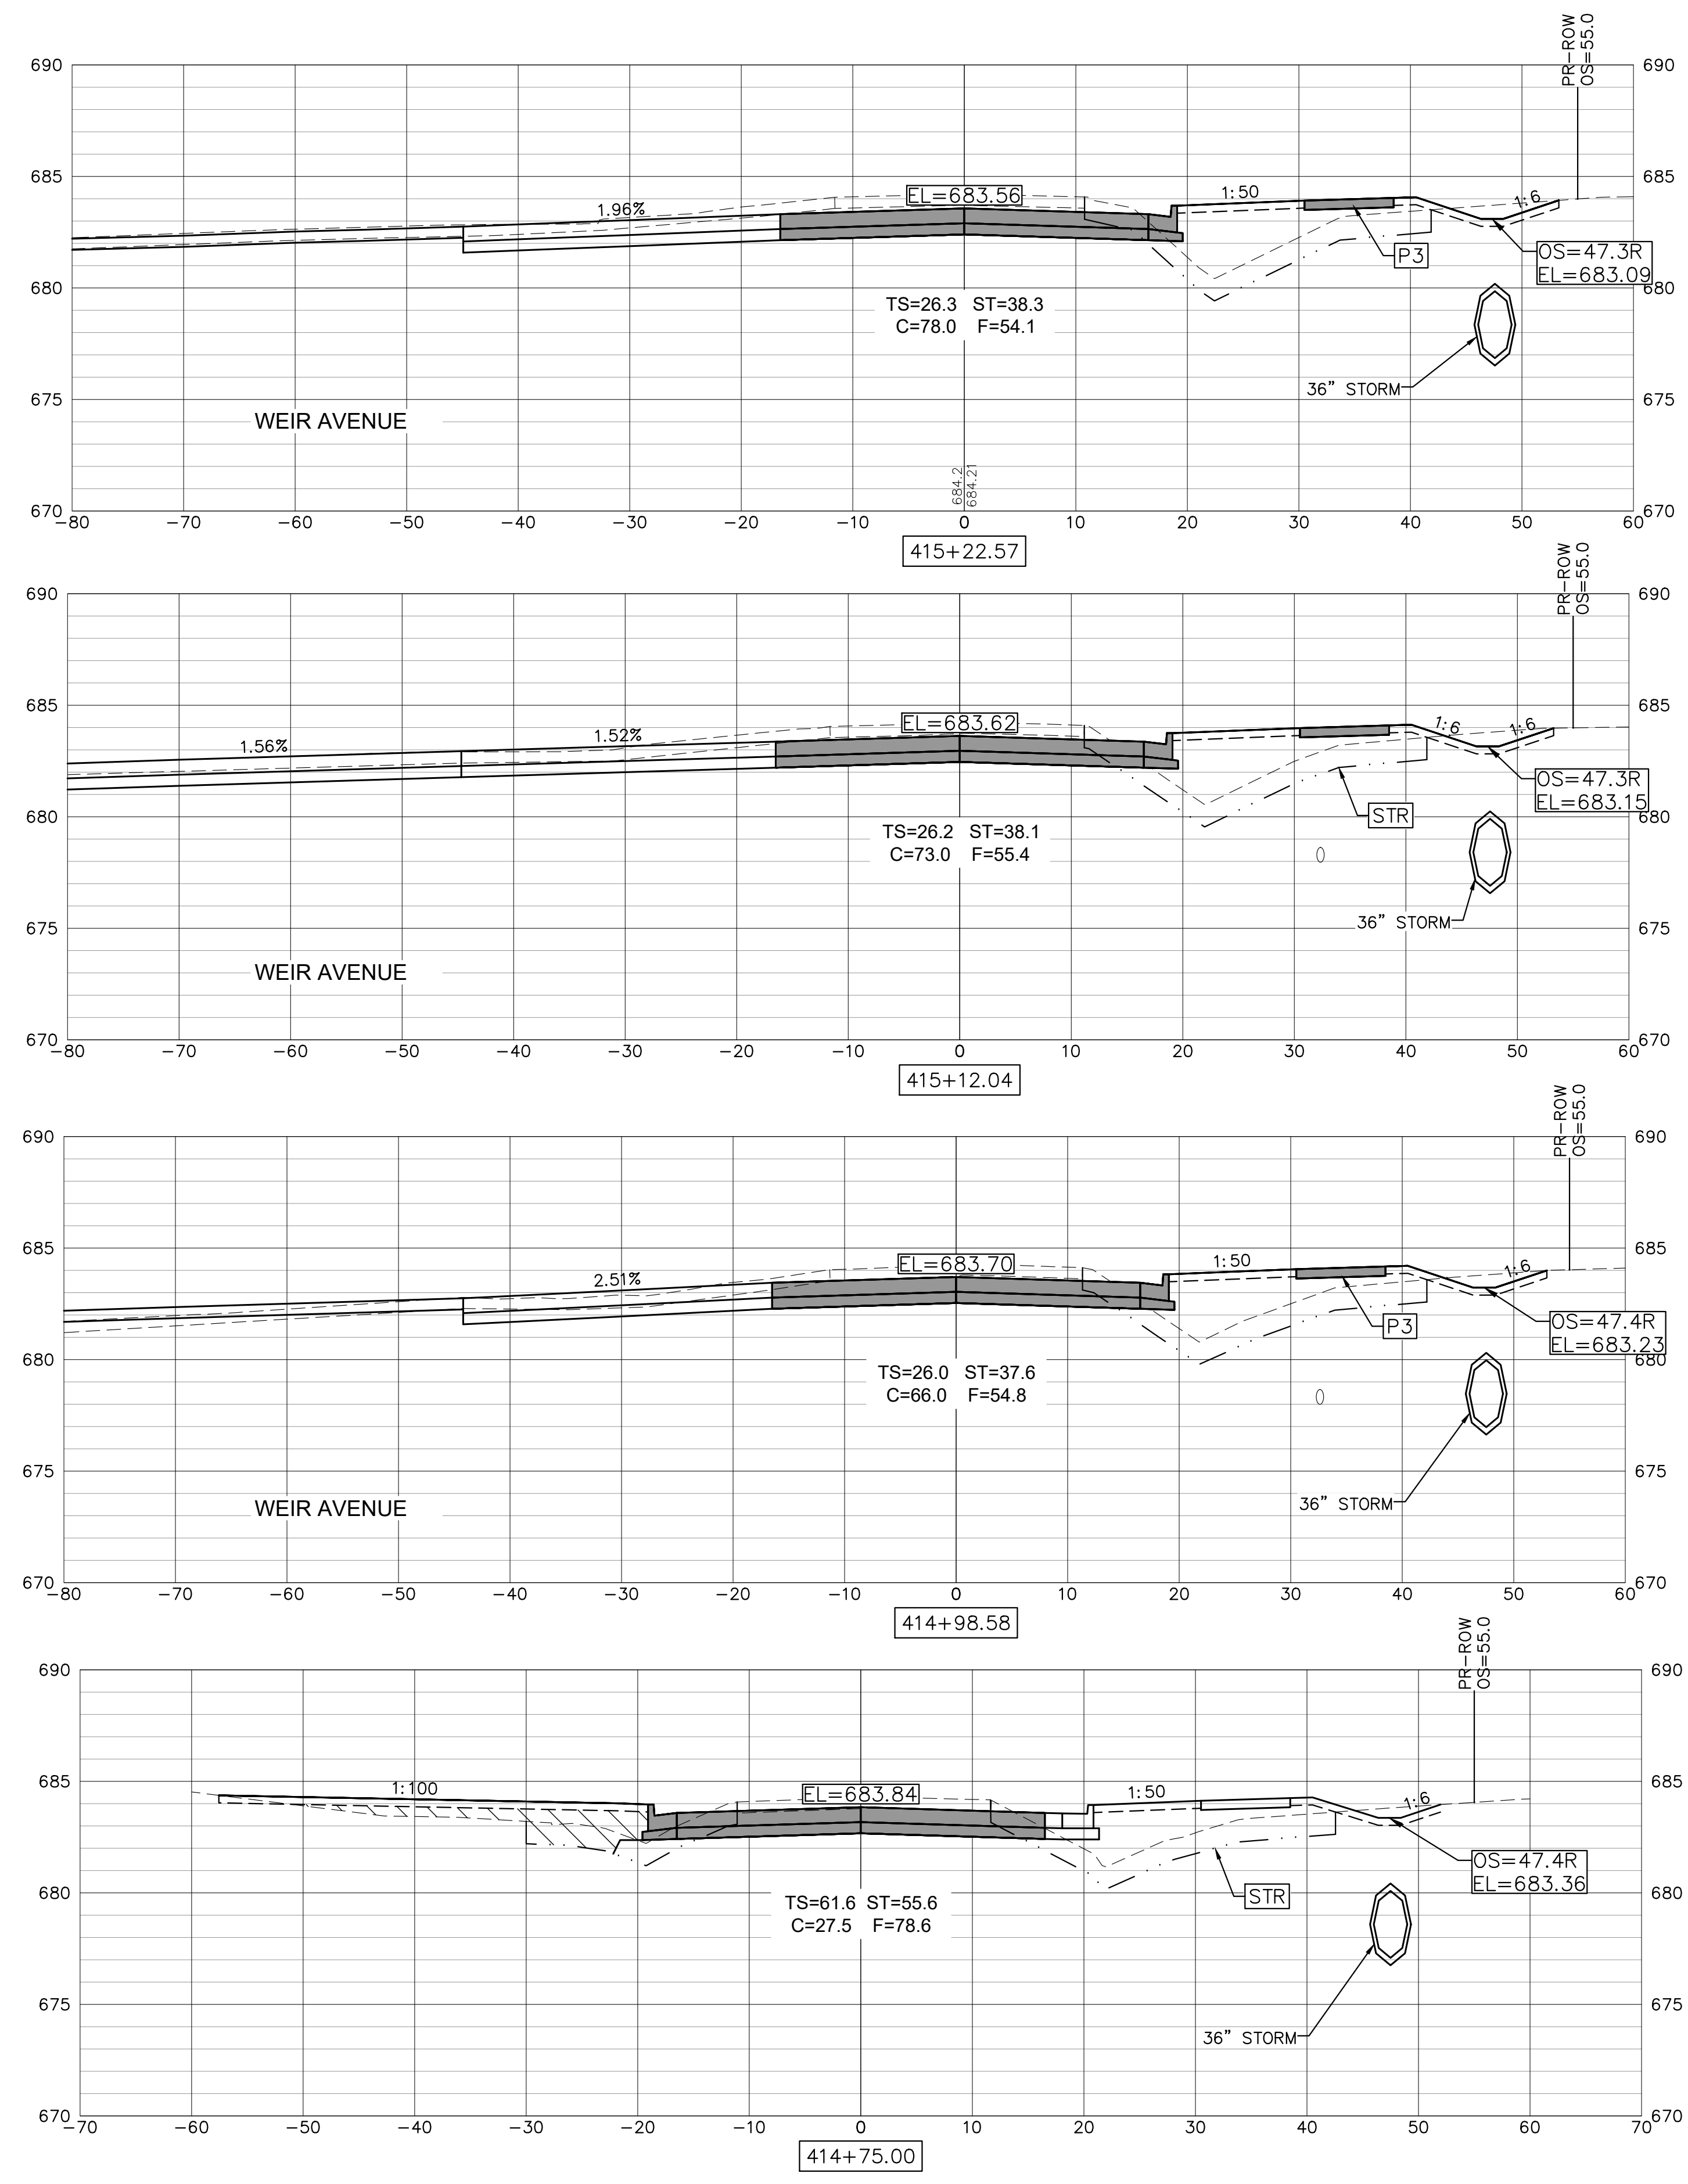 PR-ROW
OS=55.0
690
690
685
685
1.96%
EL=683.56
1:50
1:6
P3
OS=47.3R
EL=683.09
680
680
TS=26.3 ST=38.3
C=78.0 F=54.1
36" STORM
675
675
WEIR AVENUE
684.2
684.21
670
670
-80 -70 -60 -50 -40 -30 -20 -10 0 10 20 30 40 50 60
415+22.57
PR-ROW
OS=55.0
690
690
685
685
1.56%
1.52%
EL=683.62
1:6
1:6
OS=47.3R
EL=683.15
STR
680
680
TS=26.2 ST=38.1
C=73.0 F=55.4
36" STORM
675
675
WEIR AVENUE
670
670
-80 -70 -60 -50 -40 -30 -20 -10 0 10 20 30 40 50 60
415+12.04
PR-ROW
OS=55.0
690
690
685
685
2.51%
EL=683.70
1:50
1:6
P3
OS=47.4R
EL=683.23
680
680
TS=26.0 ST=37.6
C=66.0 F=54.8
675
675
36" STORM
WEIR AVENUE
670
670
-80 -70 -60 -50 -40 -30 -20 -10 0 10 20 30 40 50 60
414+98.58
PR-ROW
OS=55.0
690
690
685
685
1:100
EL=683.84
1:50
1:6
OS=47.4R
EL=683.36
STR
680
680
TS=61.6 ST=55.6
C=27.5 F=78.6
675
675
36" STORM
670
670
-70 -60 -50 -40 -30 -20 -10 0 10 20 30 40 50 60 70
414+75.00